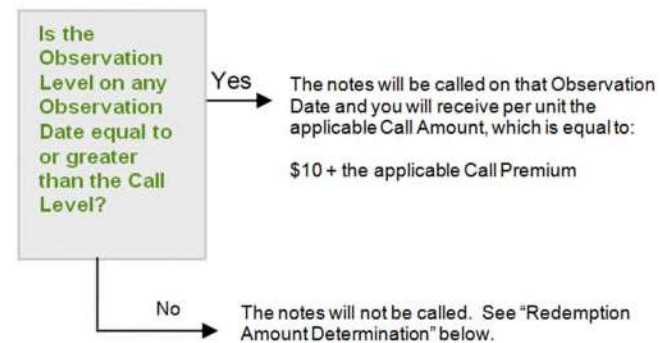 Is the
Observation
Level on any
Observation
Date equal to
or greater
than the Call
Level?
Yes
The notes will be called on that Observation
Date and you will receive per unit the
applicable Call Amount, which is equal to:
$10 + the applicable Call Premium
No
The notes will not be called. See “Redemption
Amount Determination” below.